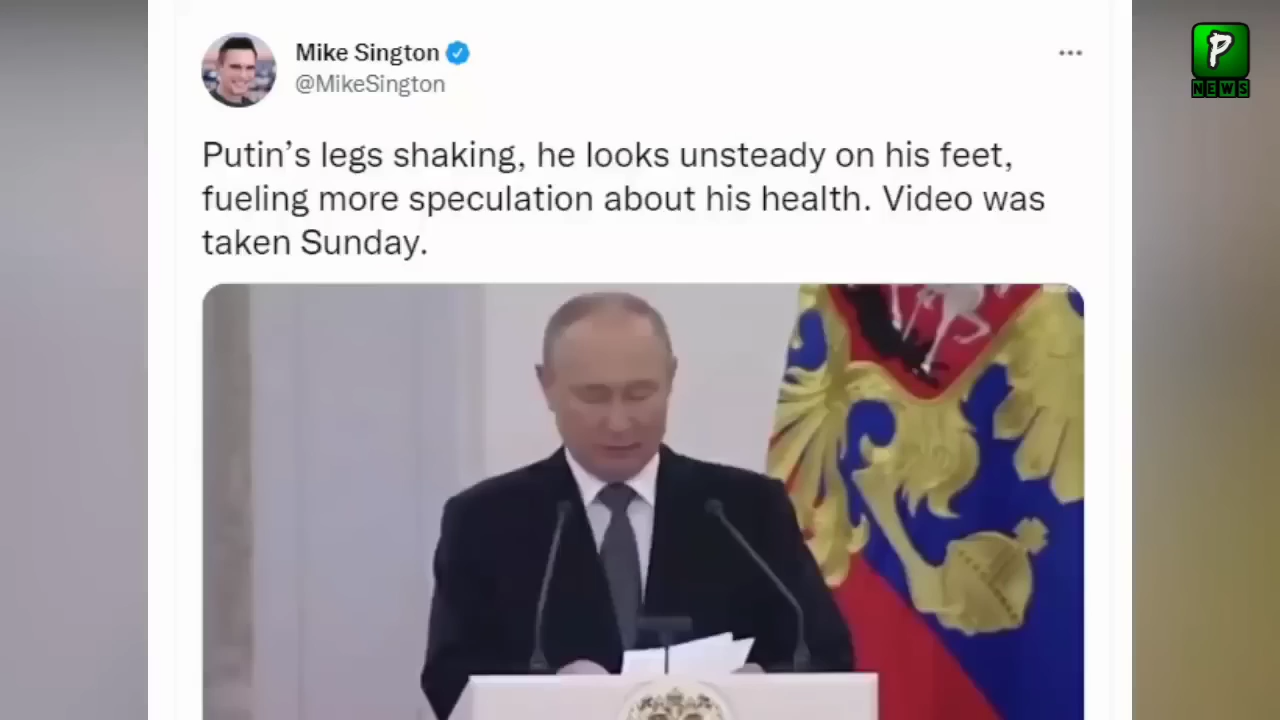 Mike Sington
@MikeSington
Putin’s legs shaking, he looks unsteady on his feet,
fueling more speculation about his health. Video was
taken Sunday.
P
NEWS